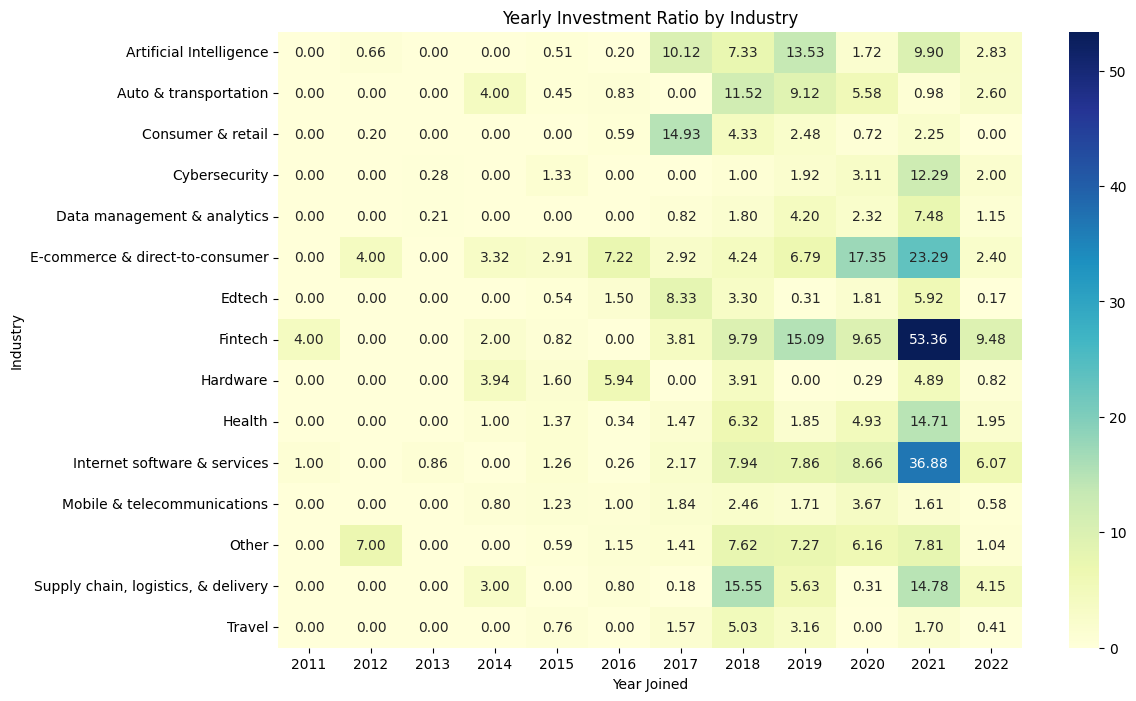 Yearly Investment Ratio by Industry
Industry
Artificial Intelligence 0.00 0.66 0.00 0.00 0.51 0.20 10.12 7.33 13.53 1.72 9.90 2.83
Auto & transportation 0.00 0.00 0.00 4.00 0.45 0.83 0.00 11.52 9.12 5.58 0.98 2.60
Consumer & retail 0.00 0.20 0.00 0.00 0.00 0.59 14.93 4.33 2.48 0.72 2.25 0.00
Cybersecurity 0.00 0.00 0.28 0.00 1.33 0.00 0.00 1.00 1.92 3.11 12.29 2.00
Data management & analytics 0.00 0.00 0.21 0.00 0.00 0.00 0.82 1.80 4.20 2.32 7.48 1.15
E-commerce & direct-to-consumer 0.00 4.00 0.00 3.32 2.91 7.22 2.92 4.24 6.79 17.35 23.29 2.40
Edtech 0.00 0.00 0.00 0.00 0.54 1.50 8.33 3.30 0.31 1.81 5.92 0.17
Fintech 4.00 0.00 0.00 2.00 0.82 0.00 3.81 9.79 15.09 9.65 53.36 9.48
Hardware 0.00 0.00 0.00 3.94 1.60 5.94 0.00 3.91 0.00 0.29 4.89 0.82
Health 0.00 0.00 0.00 1.00 1.37 0.34 1.47 6.32 1.85 4.93 14.71 1.95
Internet software & services 1.00 0.00 0.86 0.00 1.26 0.26 2.17 7.94 7.86 8.66 36.88 6.07
Mobile & telecommunications 0.00 0.00 0.00 0.80 1.23 1.00 1.84 2.46 1.71 3.67 1.61 0.58
Other 0.00 7.00 0.00 0.00 0.59 1.15 1.41 7.62 7.27 6.16 7.81 1.04
Supply chain, logistics, & delivery 0.00 0.00 0.00 3.00 0.00 0.80 0.18 15.55 5.63 0.31 14.78 4.15
Travel 0.00 0.00 0.00 0.00 0.76 0.00 1.57 5.03 3.16 0.00 1.70 0.41
2011 2012 2013 2014 2015 2016 2017 2018 2019 2020 2021 2022
Year Joined
50
40
30
20
10
0